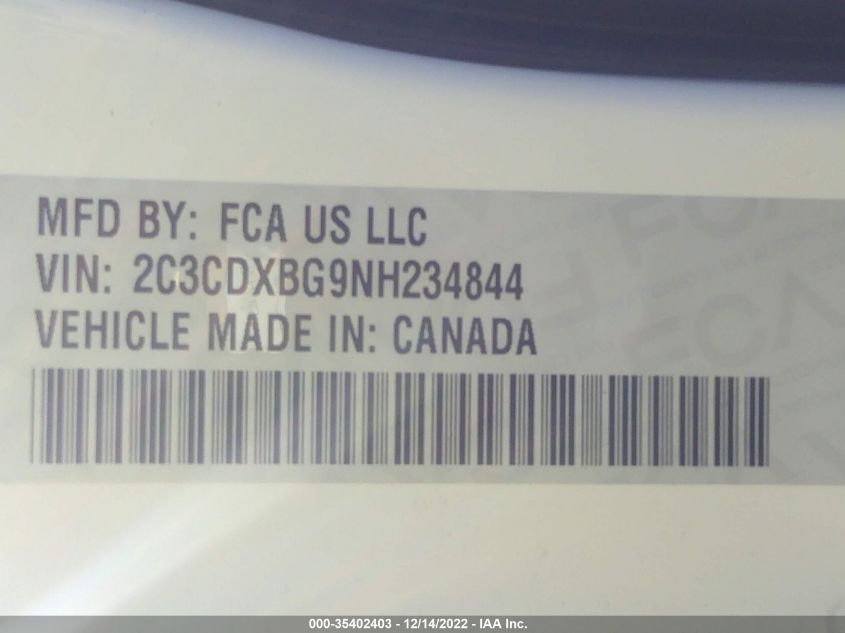 MFD BY: FCA US LLC
VIN: 2C3CDXBG9NH234844
VEHICLE MADE IN: CANADA
000-35402403 - 12/14/2022 - IAA Inc.